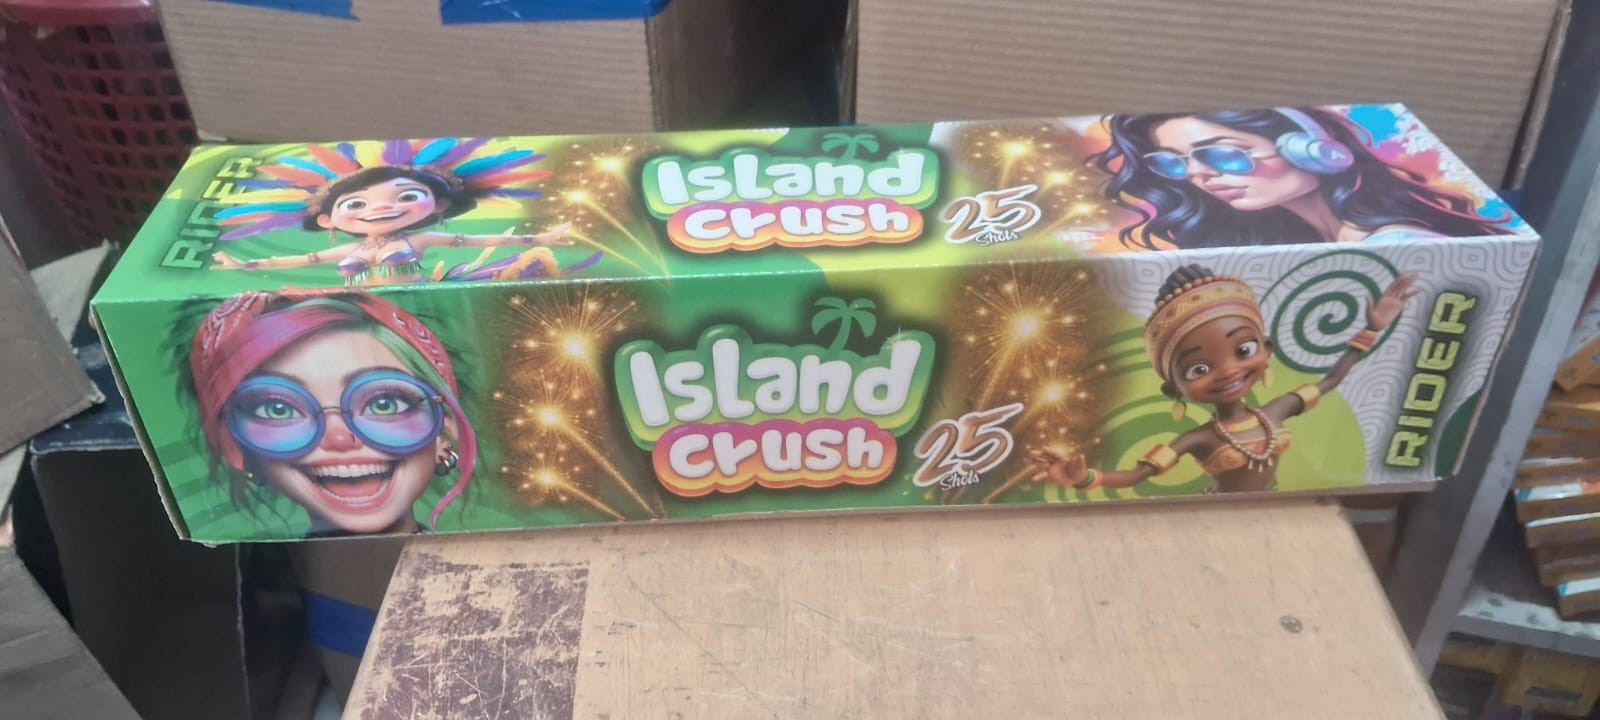 RIDER
Island
Crush
25
Shots
Island
Crush
25
Shots
RIDER